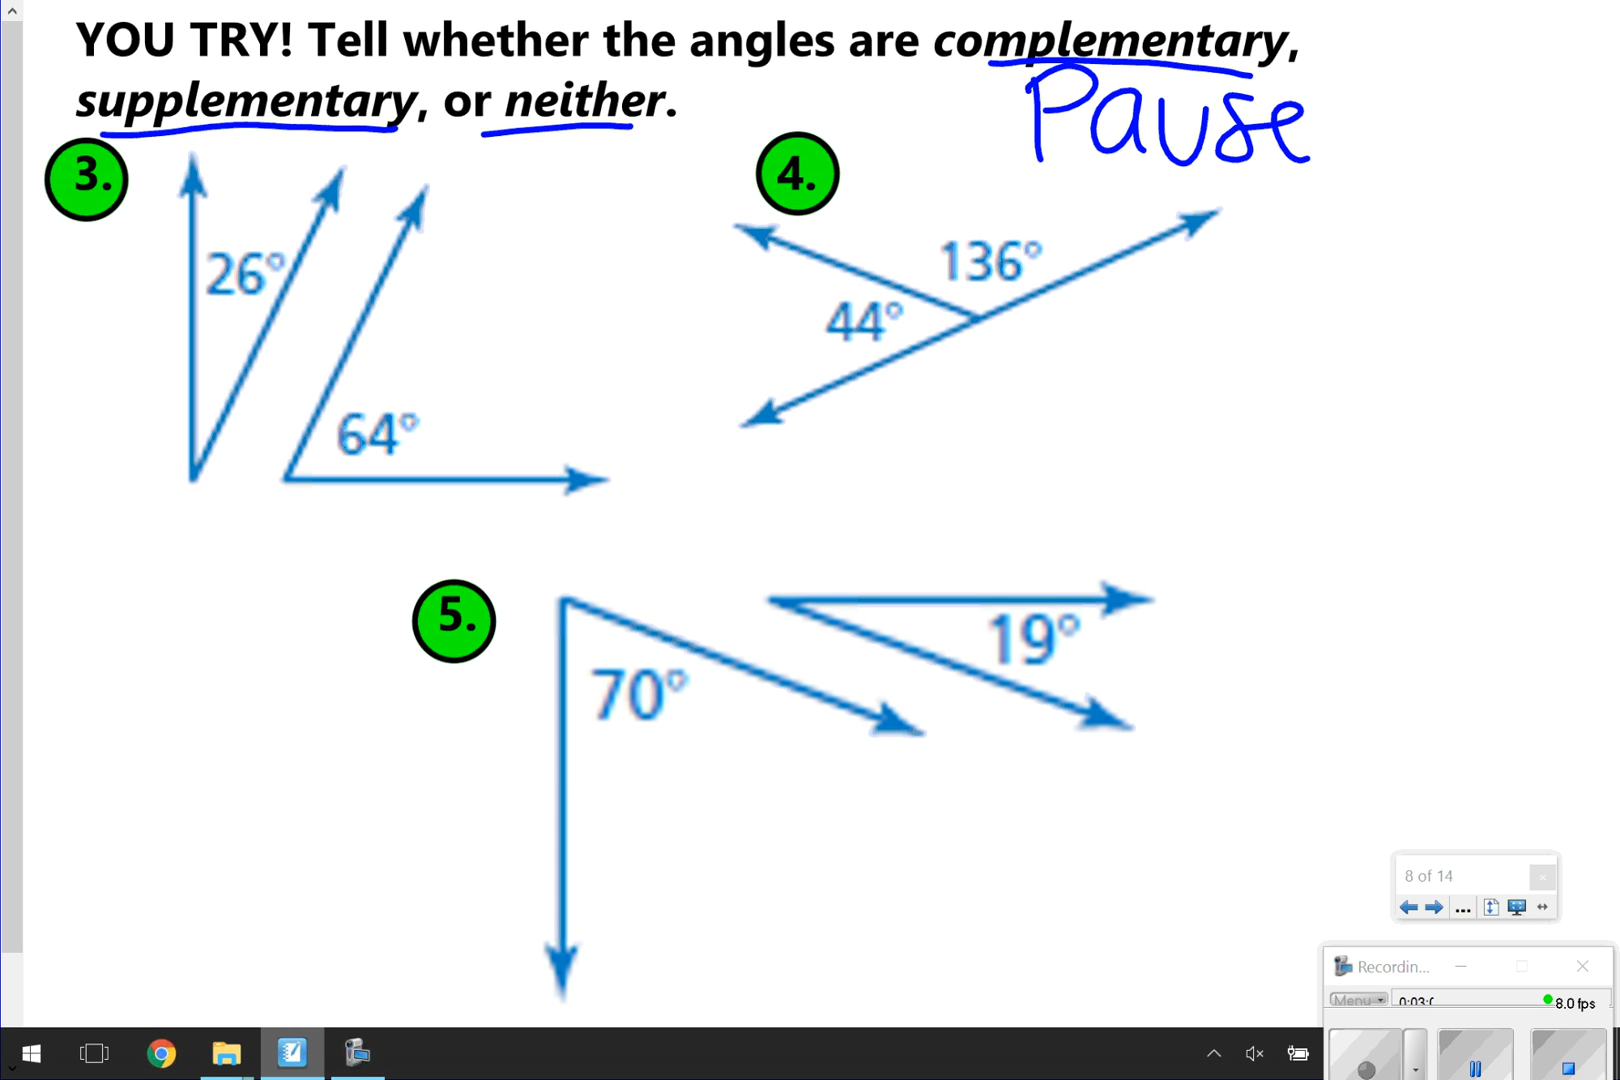 YOU TRY! Tell whether the angles are complementary,
supplementary, or neither.
Pause
3.
26°
64°
4.
136°
44°
5.
70°
19°
8 of 14
Recordin...
Menu
8.0 fps